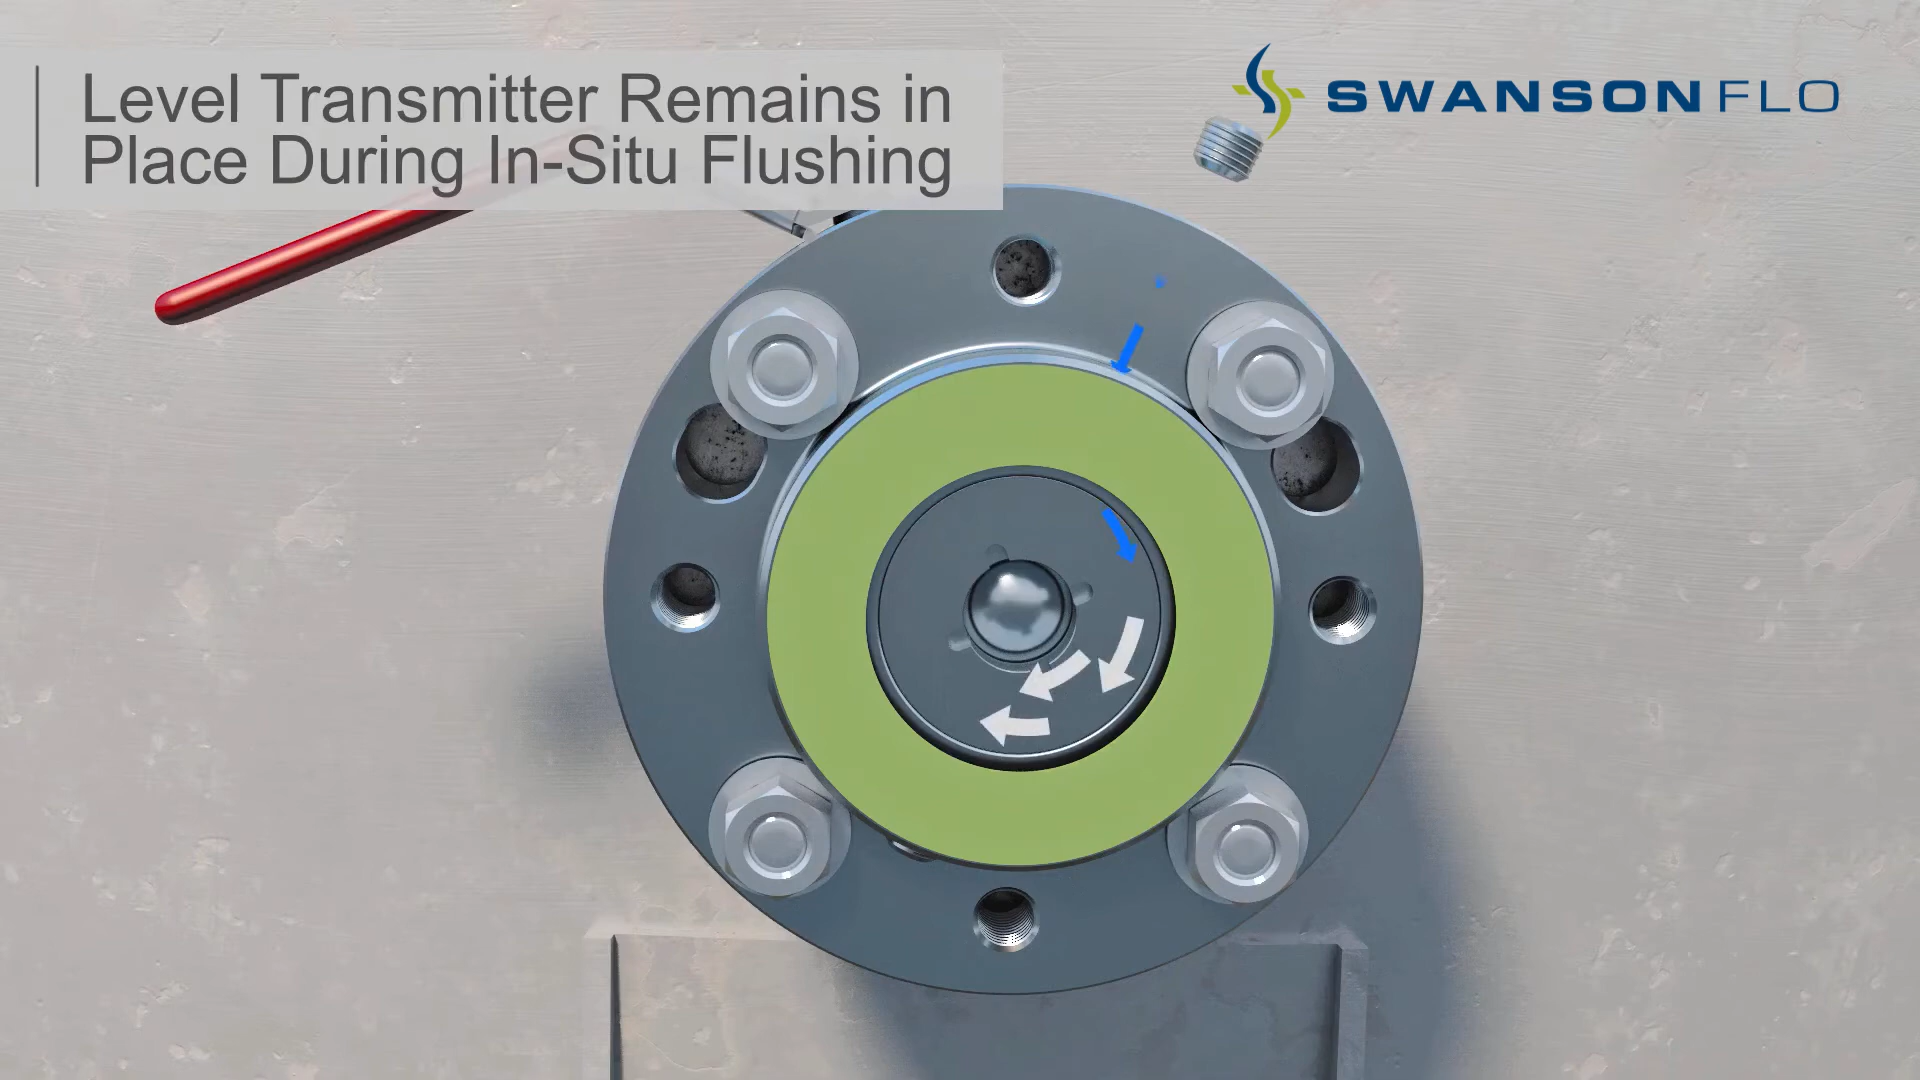 Level Transmitter Remains in
Place During In-Situ Flushing
SWANSONFLO